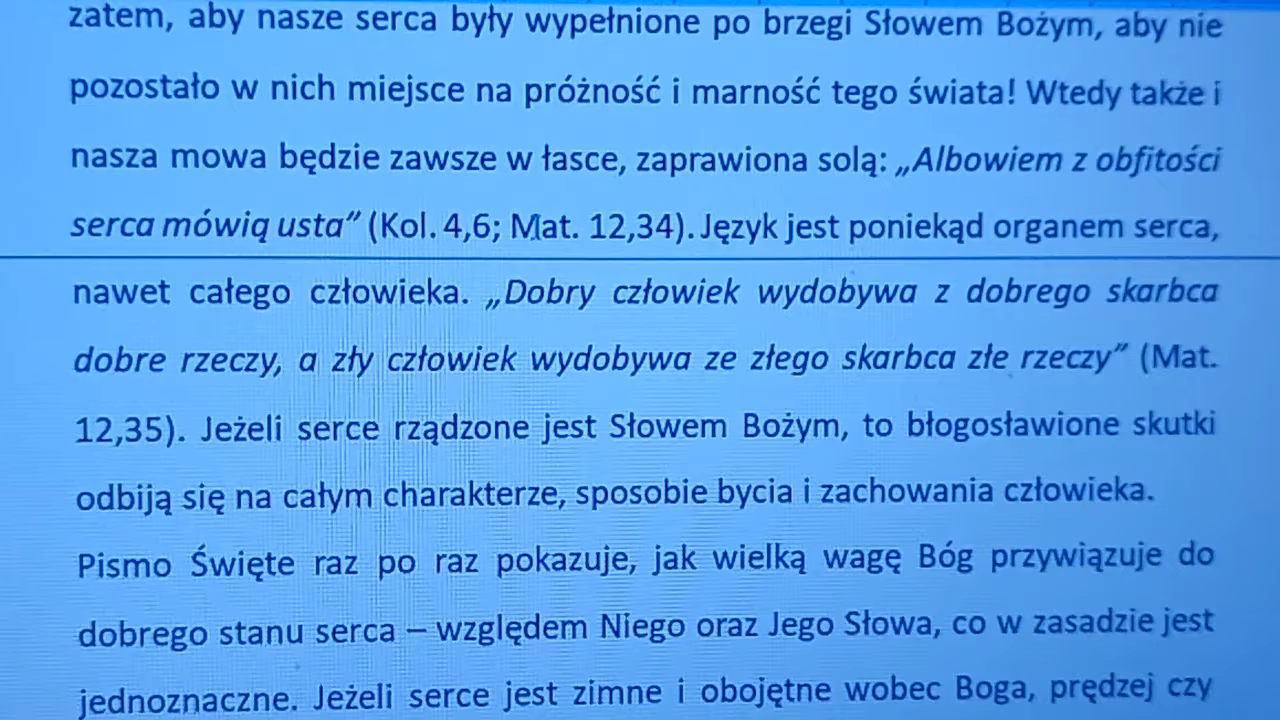 zatem, aby nasze serca były wypełnione po brzegi Słowem Bożym, aby nie
pozostało w nich miejsce na próżność i marność tego świata! Wtedy także i
nasza mowa będzie zawsze w łasce, zaprawiona solą: „Albowiem z obfitości
serca mówią usta” (Kol. 4,6; Mat. 12,34). Język jest poniekąd organem serca,
nawet całego człowieka. „Dobry człowiek wydobywa z dobrego skarbca
dobre rzeczy, a zły człowiek wydobywa ze złego skarbca złe rzeczy” (Mat.
12,35). Jeżeli serce rządzone jest Słowem Bożym, to błogosławione skutki
odbiją się na całym charakterze, sposobie bycia i zachowania człowieka.
Pismo Święte raz po raz pokazuje, jak wielką wagę Bóg przywiązuje do
dobrego stanu serca – względem Niego oraz Jego Słowa, co w zasadzie jest
jednoznaczne. Jeżeli serce jest zimne i obojętne wobec Boga, prędzej czy